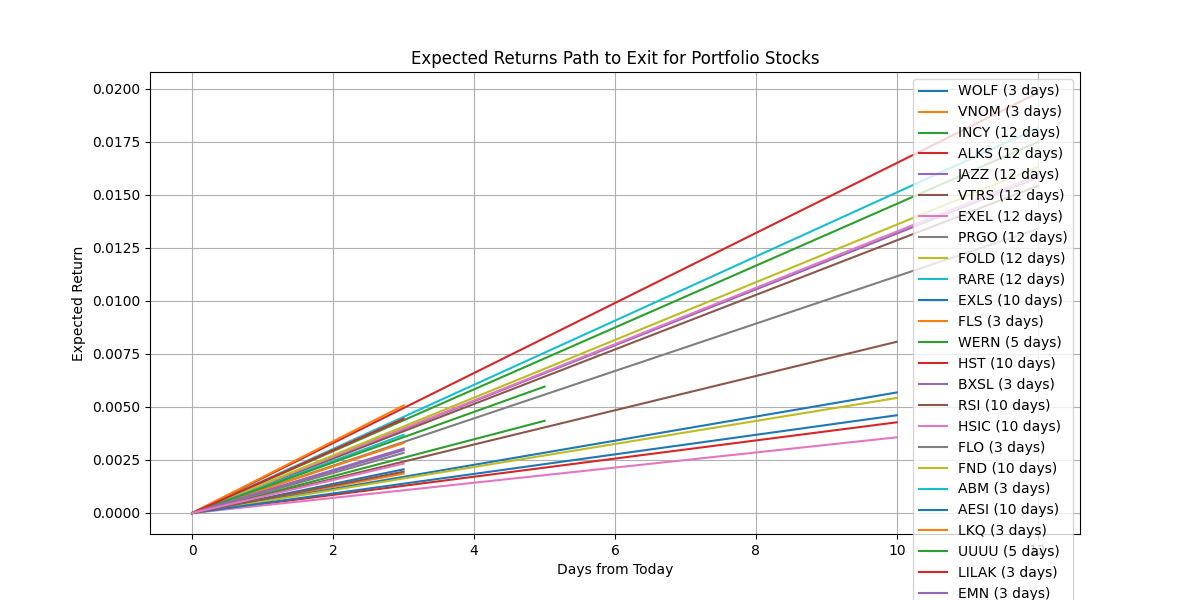 Expected Returns Path to Exit for Portfolio Stocks
Expected Return
0.0200
0.0175
0.0150
0.0125
0.0100
0.0075
0.0050
0.0025
0.0000
0 2 4 6 8 10
Days from Today
WOLF (3 days)
VNOM (3 days)
INCY (12 days)
ALKS (12 days)
JAZZ (12 days)
VTRS (12 days)
EXEL (12 days)
PRGO (12 days)
FOLD (12 days)
RARE (12 days)
EXLS (10 days)
FLS (3 days)
WERN (5 days)
HST (10 days)
BXSL (3 days)
RSI (10 days)
HSIC (10 days)
FLO (3 days)
FND (10 days)
ABM (3 days)
AESI (10 days)
LKQ (3 days)
UUUU (5 days)
LILAK (3 days)
EMN (3 days)